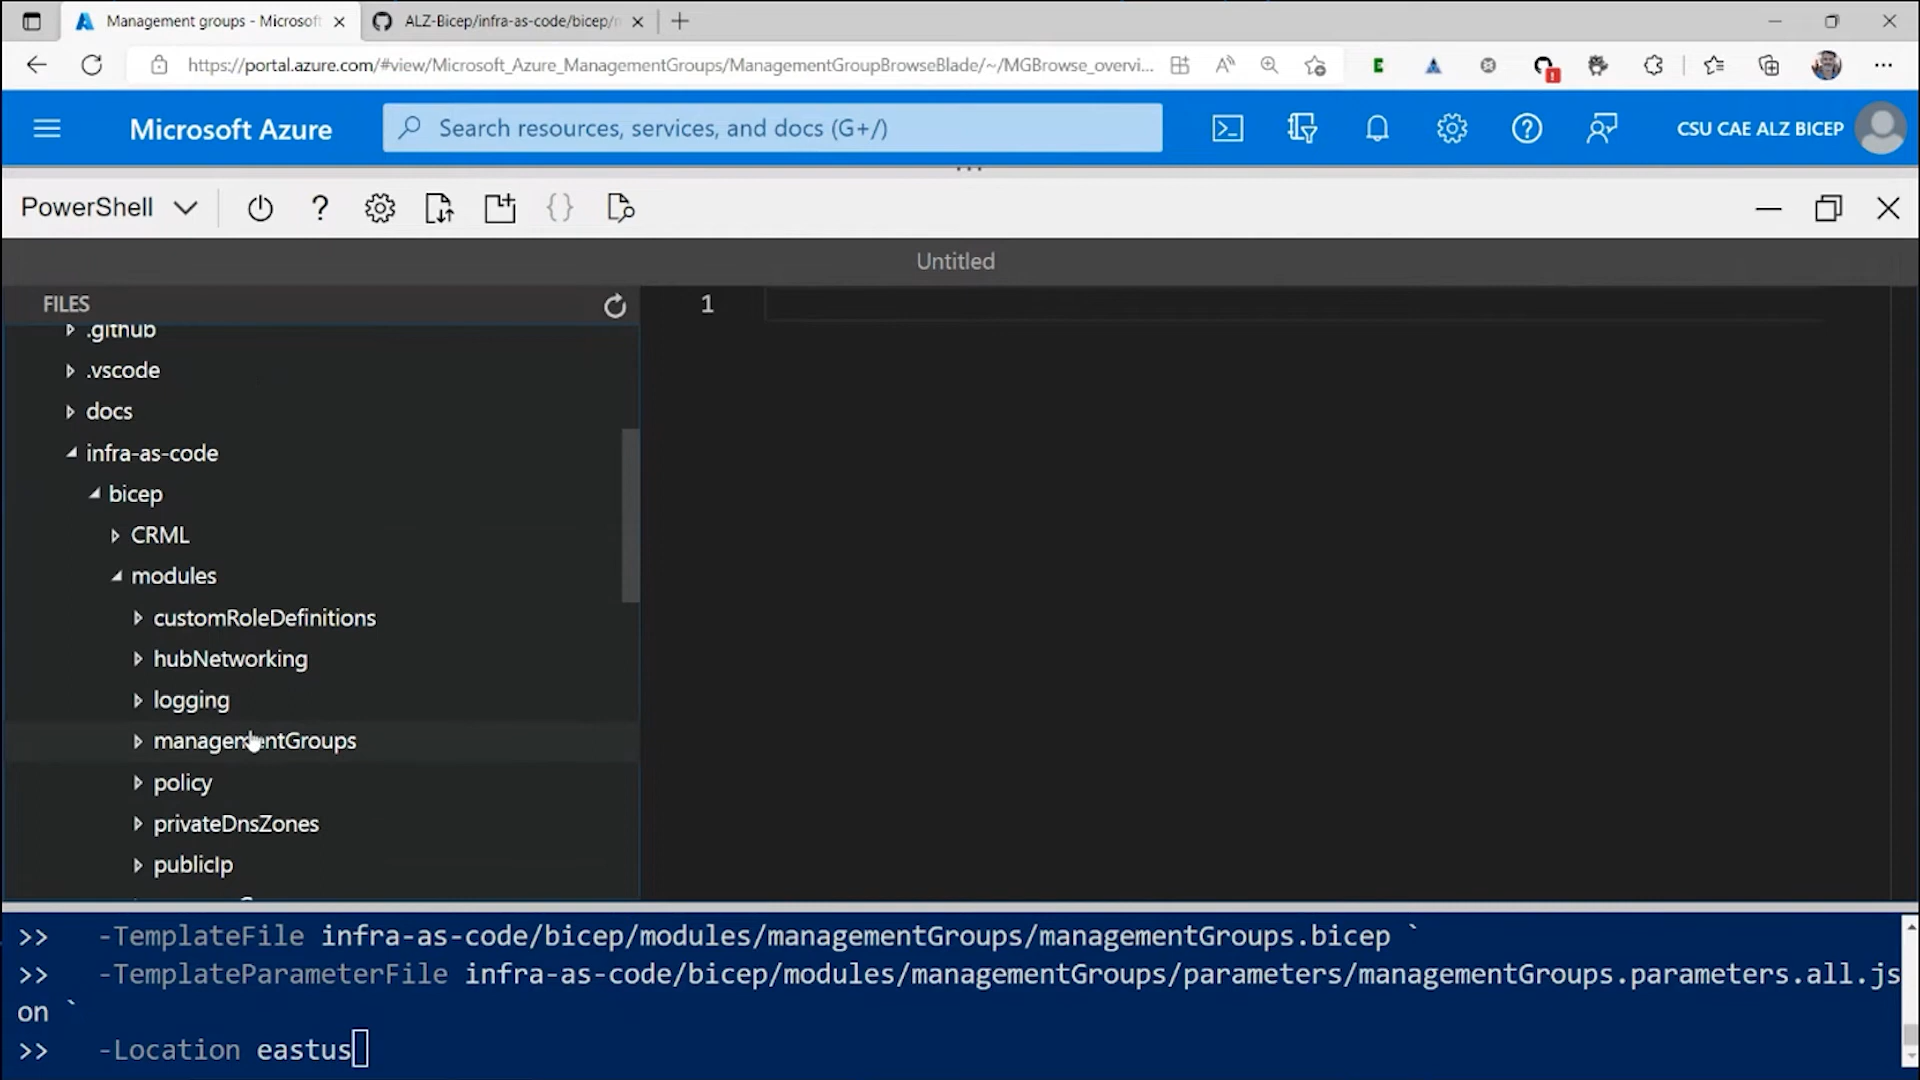 Management groups - Microsoft
ALZ-Bicep/infra-as-code/bicep/
https://portal.azure.com/#view/Microsoft_Azure_ManagementGroups/ManagementGroupBrowseBlade/~/MGBrowse_overvi...
Microsoft Azure
Search resources, services, and docs (G+/)
CSU CAE ALZ BICEP
PowerShell
Untitled
FILES
1
.github
.vscode
docs
infra-as-code
bicep
CRML
modules
customRoleDefinitions
hubNetworking
logging
managementGroups
policy
privateDnsZones
publicIp
>> -TemplateFile infra-as-code/bicep/modules/managementGroups/managementGroups.bicep `
>> -TemplateParameterFile infra-as-code/bicep/modules/managementGroups/parameters/managementGroups.parameters.all.js
on `
>> -Location eastus